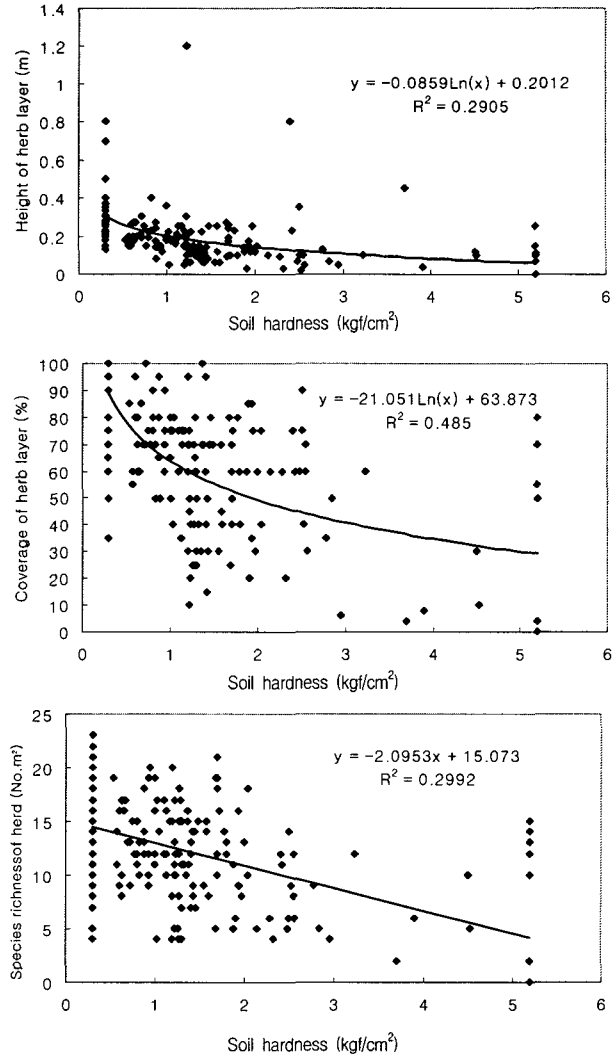 1.4
1.2
1
0.8
0.6
0.4
0.2
0
Height of herb layer (m)
y = -0.0859Ln(x) + 0.2012
R² = 0.2905
0 1 2 3 4 5 6
Soil hardness (kgf/cm²)
100
90
80
70
60
50
40
30
20
10
0
Coverage of herb layer (%)
y = -21.051Ln(x) + 63.873
R² = 0.485
0 1 2 3 4 5 6
Soil hardness (kgf/cm²)
25
20
15
10
5
0
Species richnessof herd (No.m²)
y = -2.0953x + 15.073
R² = 0.2992
0 1 2 3 4 5 6
Soil hardness (kgf/cm²)